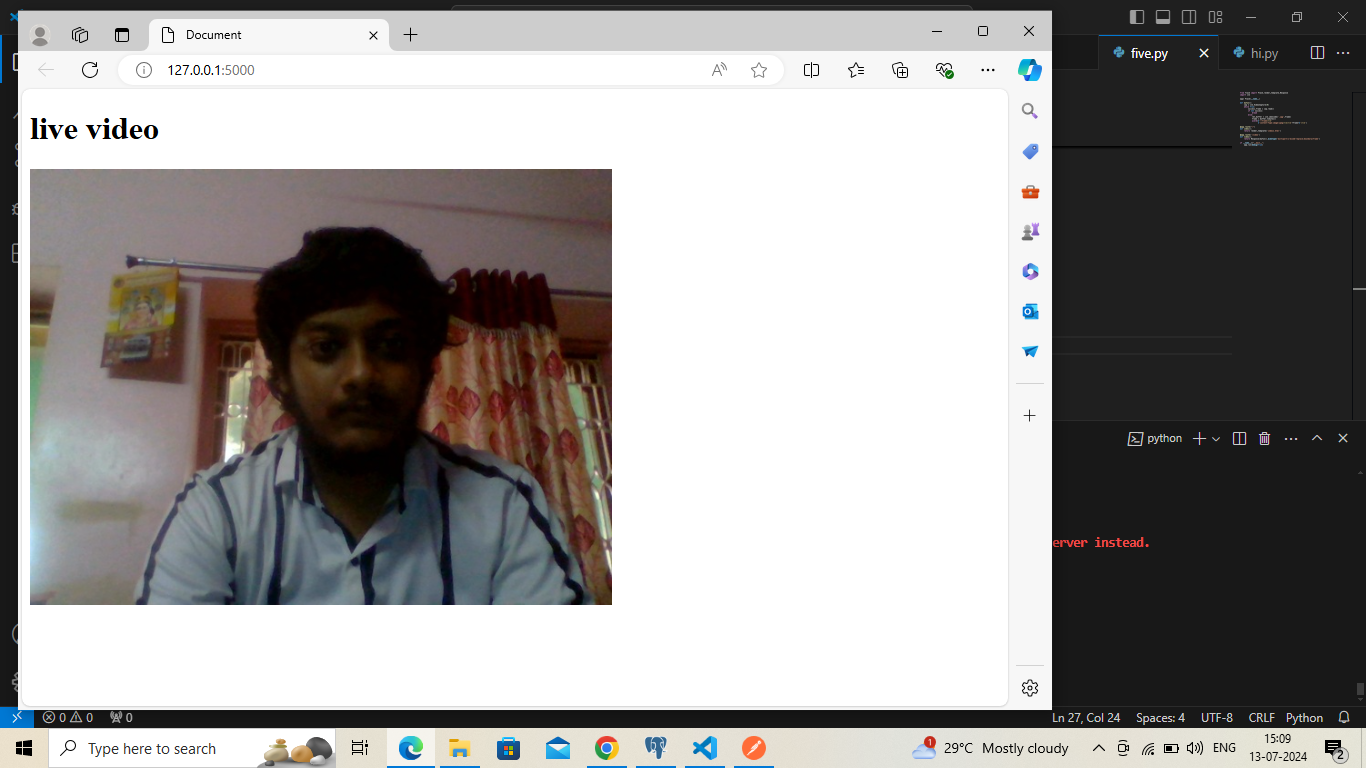 Document
five.py
hi.py
127.0.0.1:5000
live video
python
erver instead.
0 0 0
Ln 27, Col 24 Spaces: 4 UTF-8 CRLF Python
Type here to search
1
29°C Mostly cloudy
ENG
15:09
13-07-2024
2